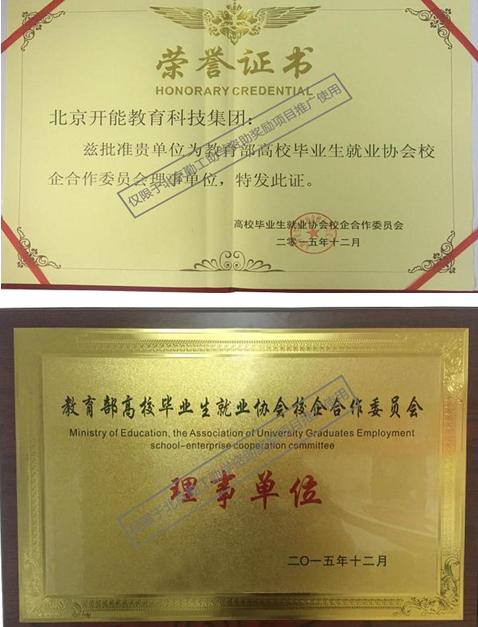 荣誉证书
HONORARY CREDENTIAL
北京开能教育科技集团:
兹批准贵单位为教育部高校毕业生就业协会校
企合作委员会理事单位，特发此证。
高校毕业生就业协会校企合作委员会
二零一五年十二月
仅限于北京勤工助学帮助奖励项目推广使用
教育部高校毕业生就业协会校企合作委员会
Ministry of Education, the Association of University Graduates Employment
school-enterprise cooperation committee
理事单位
二〇一五年十二月